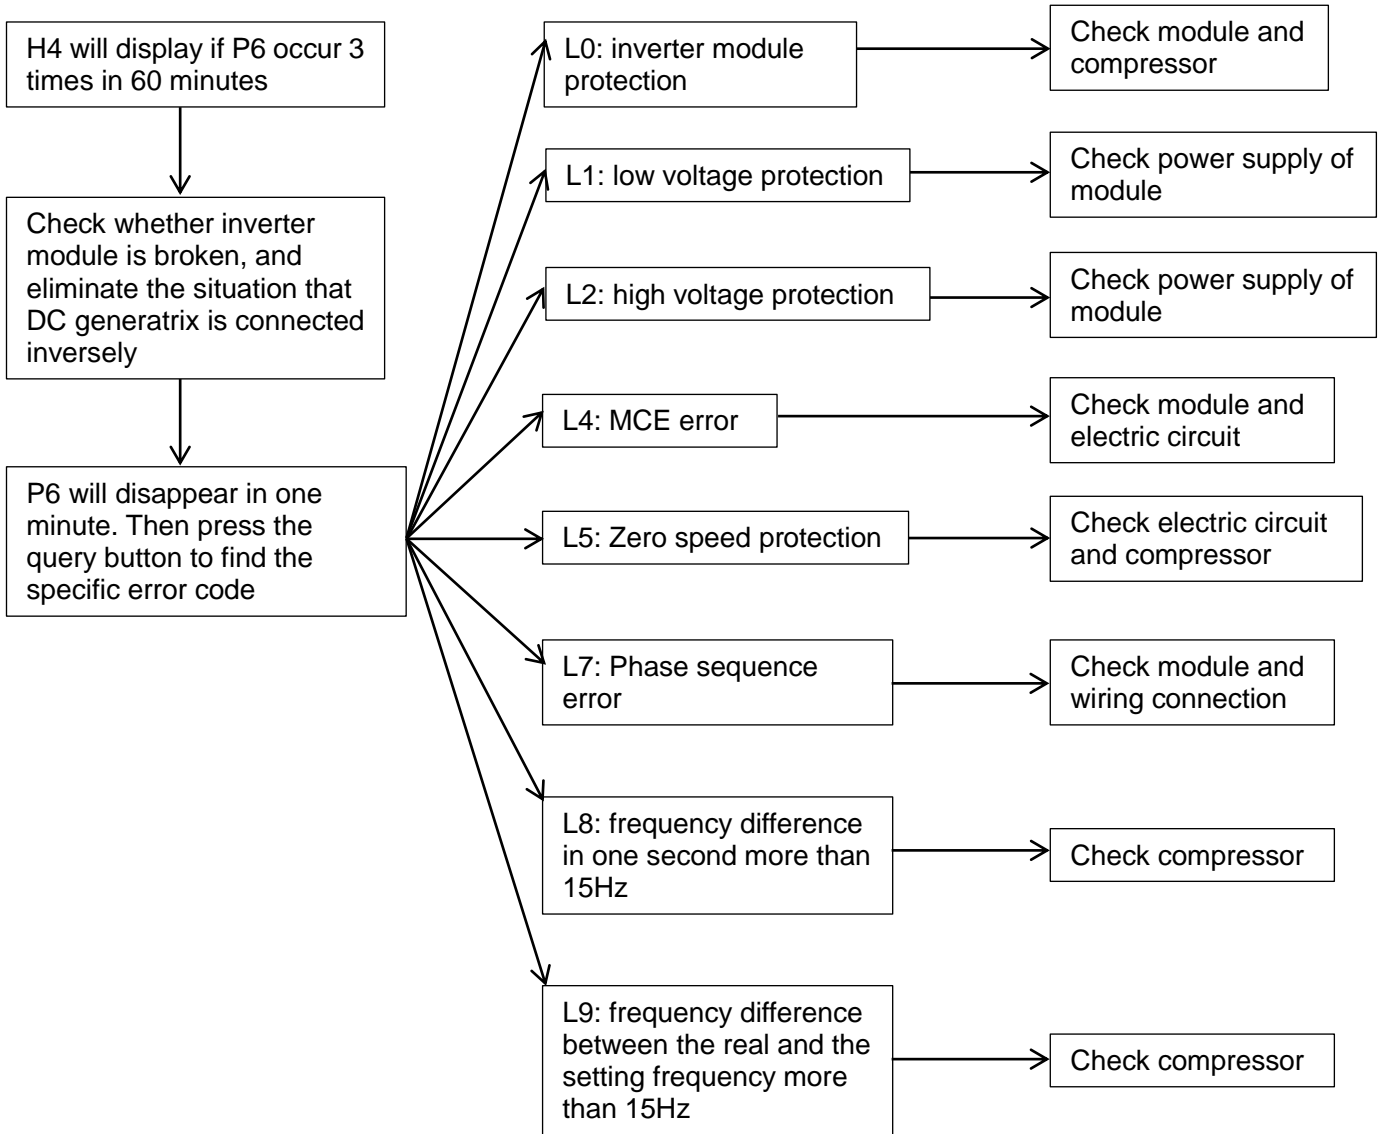 H4 will display if P6 occur 3
times in 60 minutes
Check whether inverter
module is broken, and
eliminate the situation that
DC generatrix is connected
inversely
P6 will disappear in one
minute. Then press the
query button to find the
specific error code
L0: inverter module
protection
Check module and
compressor
L1: low voltage protection
Check power supply of
module
L2: high voltage protection
Check power supply of
module
L4: MCE error
Check module and
electric circuit
L5: Zero speed protection
Check electric circuit
and compressor
L7: Phase sequence
error
Check module and
wiring connection
L8: frequency difference
in one second more than
15Hz
Check compressor
L9: frequency difference
between the real and the
setting frequency more
than 15Hz
Check compressor